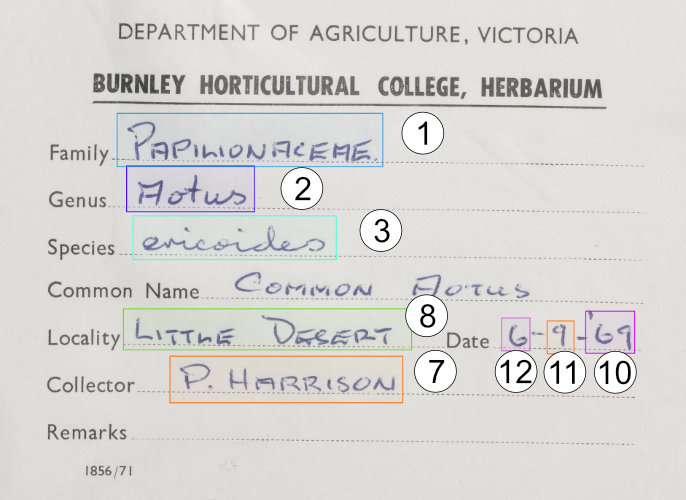 DEPARTMENT OF AGRICULTURE, VICTORIA
BURNLEY HORTICULTURAL COLLEGE, HERBARIUM
Family PAPILIONACEAE. 1
Genus Aotus 2
Species ericoides 3
Common Name COMMON AOTUS
Locality LITTLE DESERT 8 Date 6-9-'69
Collector P. HARRISON 7 12 11 10
Remarks
1856/71